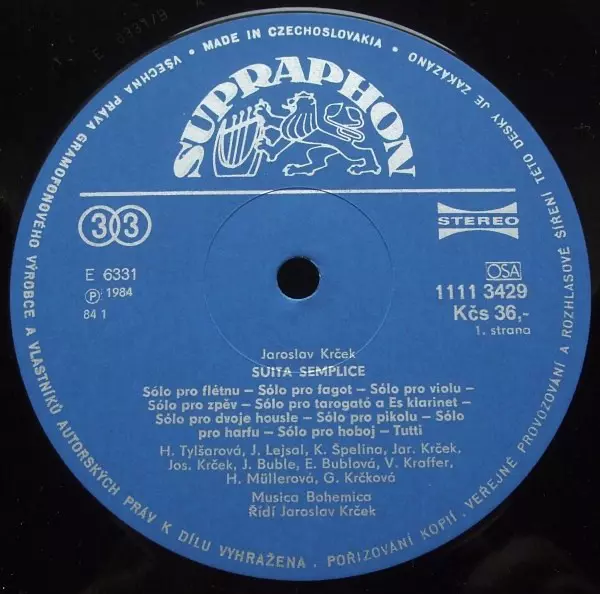 E 6331/B A
VŠECHNA PRÁVA GRAMOFONOVÉHO VÝROBCE A VLASTNÍKŮ AUTORSKÝCH PRÁV K DÍLU VYHRAŽENA. POŘIZOVÁNÍ KOPIÍ. VEŘEJNÉ PROVOZOVÁNÍ A ROZHLASOVÉ ŠÍŘENÍ TÉTO DESKY JE ZAKÁZÁNO • MADE IN CZECHOSLOVAKIA •
SUPRAPHON
33
STEREO
E 6331
Ⓟ 1984
84 1
OSA
1111 3429
Kčs 36,-
1. strana
Jaroslav Krček
SUITA SEMPLICE
Sólo pro flétnu – Sólo pro fagot – Sólo pro violu –
Sólo pro zpěv – Sólo pro tarogató a Es klarinet –
Sólo pro dvoje housle – Sólo pro pikolu – Sólo
pro harfu – Sólo pro hoboj – Tutti
H. Tylšarová, J. Lejsal, K. Špelina, Jar. Krček,
Jos. Krček, J. Buble, E. Bublová, V. Kraffer,
H. Müllerová, G. Krčková
Musica Bohemica
Řídí Jaroslav Krček